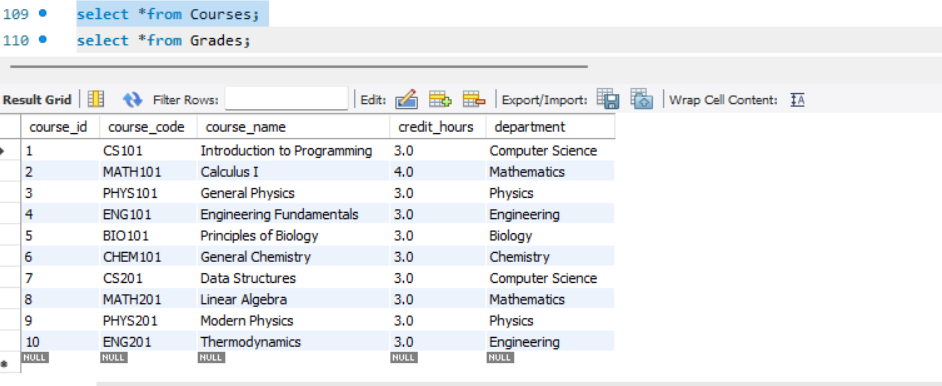 109 select *from Courses;
110 select *from Grades;
Result Grid Filter Rows: Edit: Export/Import: Wrap Cell Content: IA
course_id course_code course_name credit_hours department
1 CS101 Introduction to Programming 3.0 Computer Science
2 MATH101 Calculus I 4.0 Mathematics
3 PHYS101 General Physics 3.0 Physics
4 ENG101 Engineering Fundamentals 3.0 Engineering
5 BIO101 Principles of Biology 3.0 Biology
6 CHEM101 General Chemistry 3.0 Chemistry
7 CS201 Data Structures 3.0 Computer Science
8 MATH201 Linear Algebra 3.0 Mathematics
9 PHYS201 Modern Physics 3.0 Physics
10 ENG201 Thermodynamics 3.0 Engineering
NULL NULL NULL NULL NULL